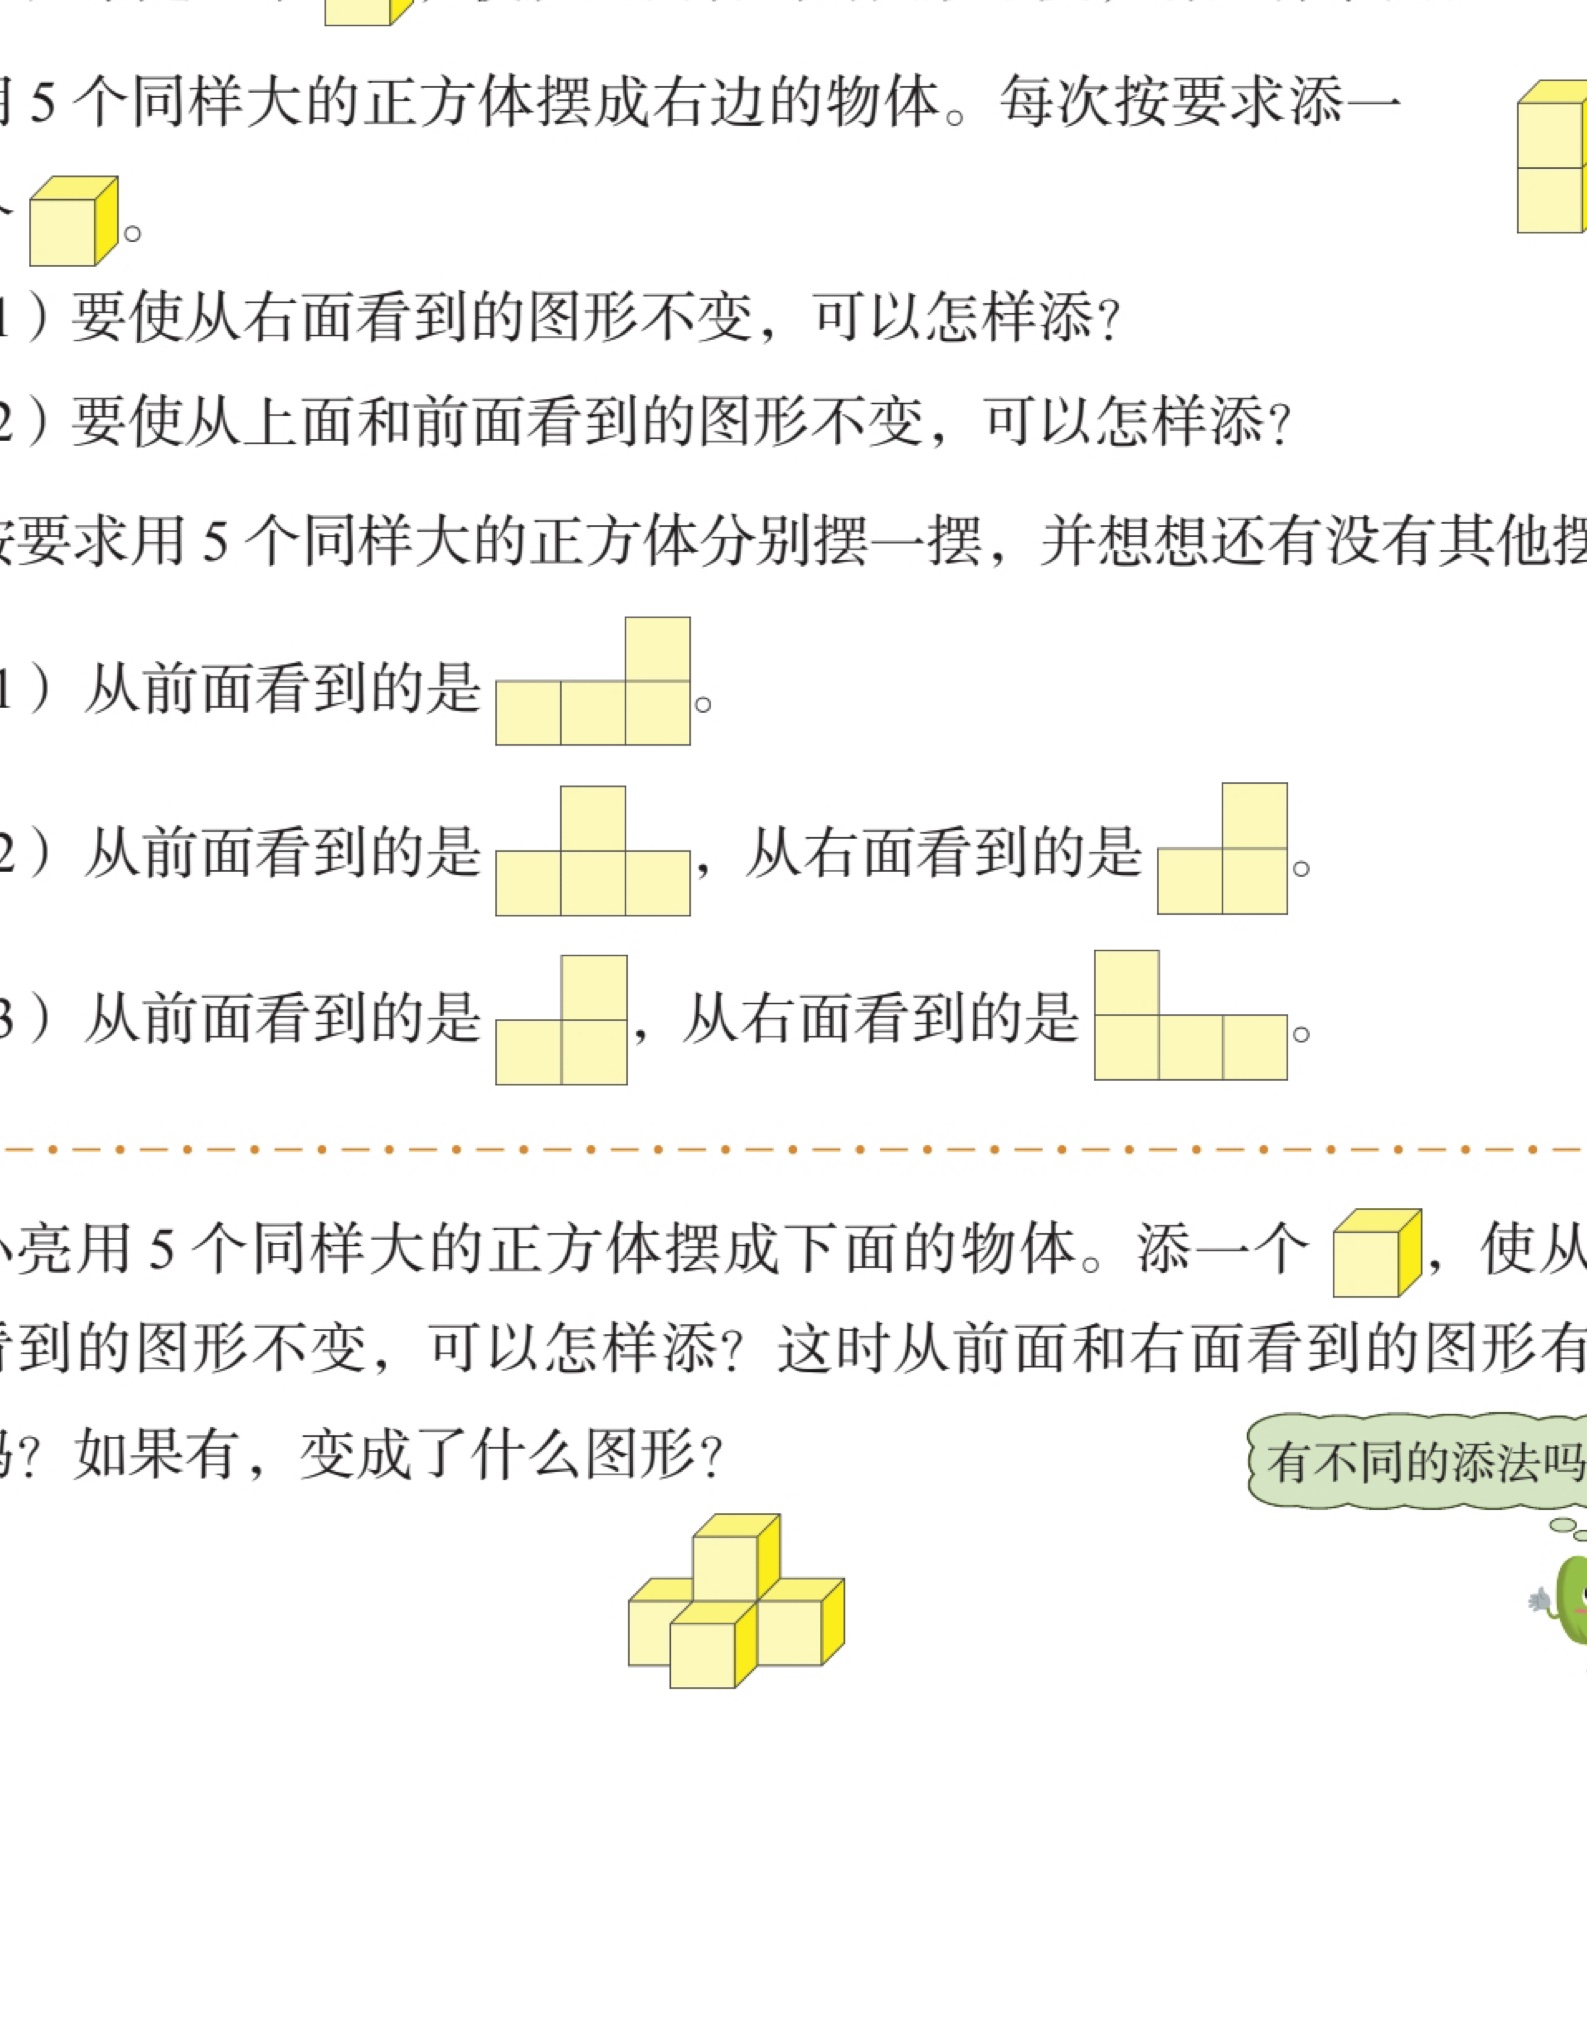 5 个同样大的正方体摆成右边的物体。每次按要求添一
。
1）要使从右面看到的图形不变，可以怎样添？
2）要使从上面和前面看到的图形不变，可以怎样添？
要求用 5 个同样大的正方体分别摆一摆，并想想还有没有其他摆
1） 从前面看到的是 。
2） 从前面看到的是 ，从右面看到的是 。
3） 从前面看到的是 ，从右面看到的是 。
亮用 5 个同样大的正方体摆成下面的物体。添一个 ，使从
看到的图形不变，可以怎样添？这时从前面和右面看到的图形有
吗？如果有，变成了什么图形？
有不同的添法吗